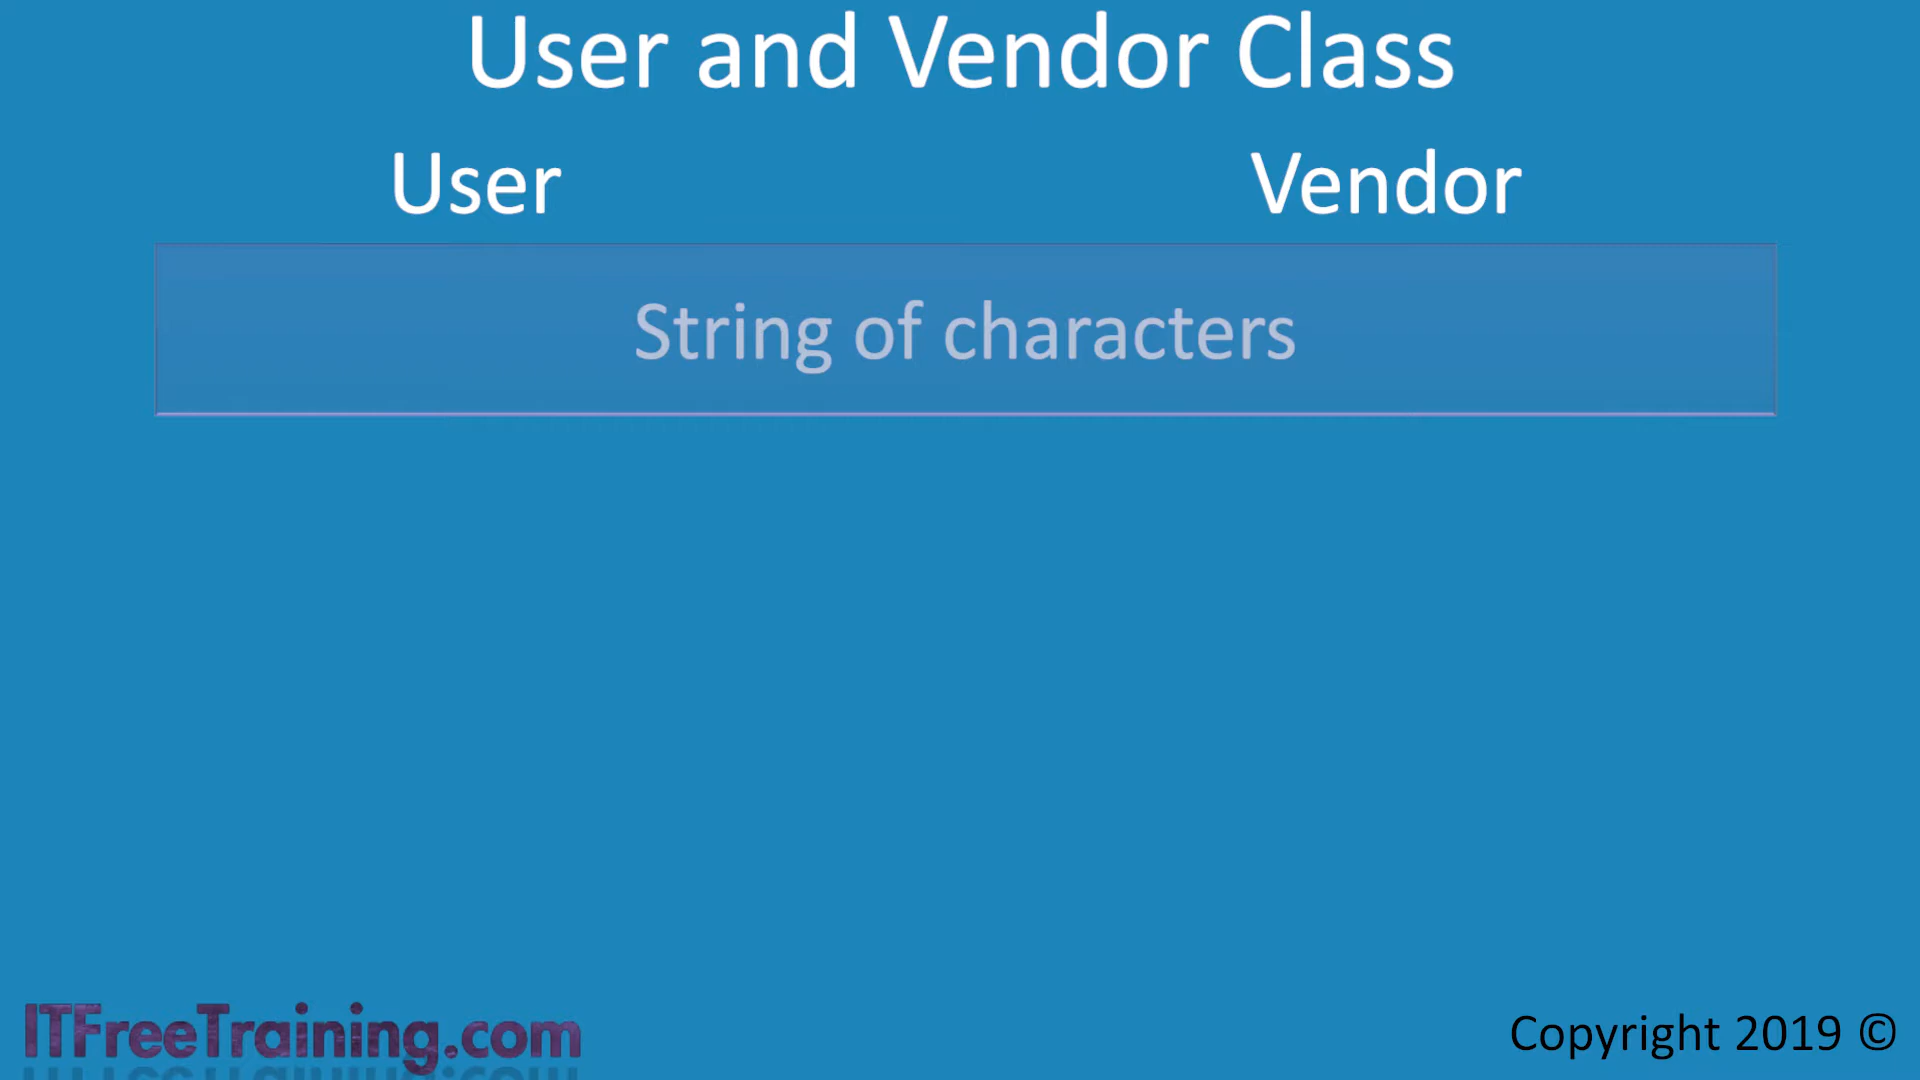 User and Vendor Class
User
Vendor
String of characters
ITFreeTraining.com
Copyright 2019 ©